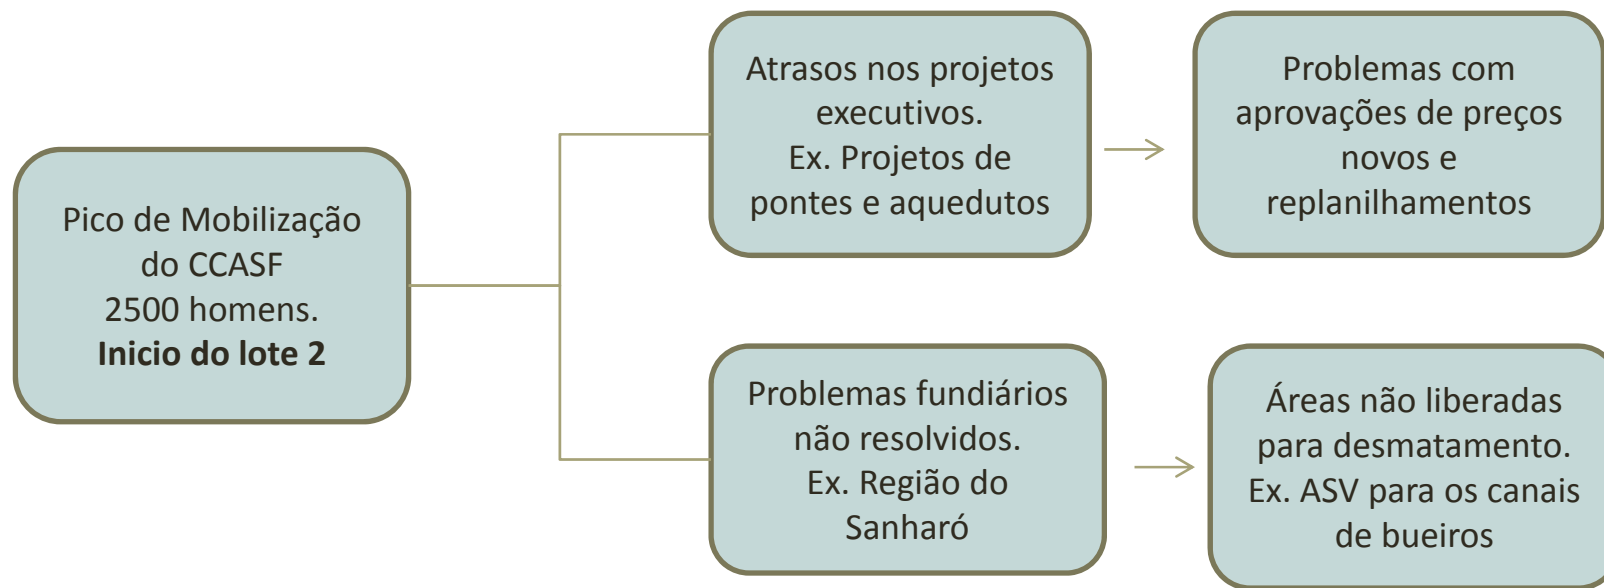 Pico de Mobilização
do CCASF
2500 homens.
Inicio do lote 2
Atrasos nos projetos
executivos.
Ex. Projetos de
pontes e aquedutos
Problemas com
aprovações de preços
novos e
replanilhamentos
Problemas fundiários
não resolvidos.
Ex. Região do
Sanharó
Áreas não liberadas
para desmatamento.
Ex. ASV para os canais
de bueiros